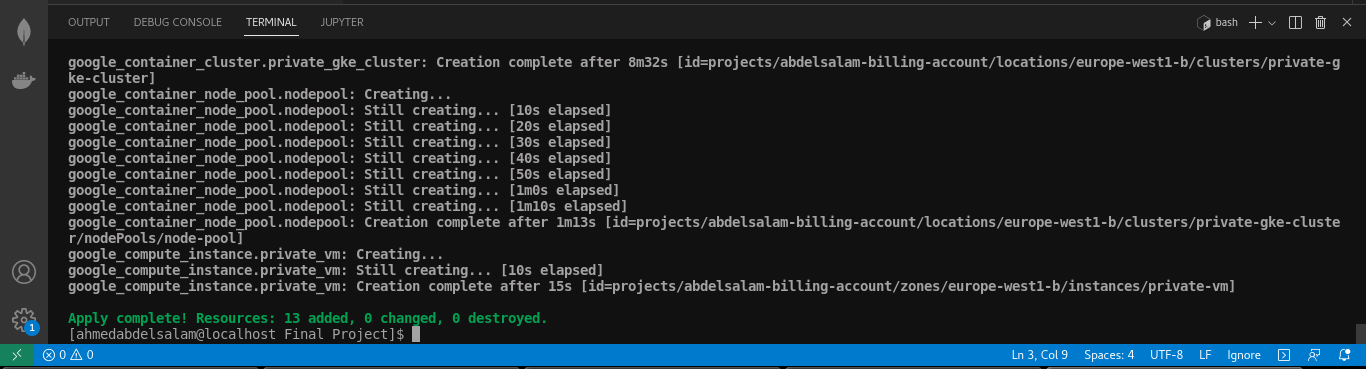 OUTPUT DEBUG CONSOLE TERMINAL JUPYTER bash
google_container_cluster.private_gke_cluster: Creation complete after 8m32s [id=projects/abdelsalam-billing-account/locations/europe-west1-b/clusters/private-g
ke-cluster]
google_container_node_pool.nodepool: Creating...
google_container_node_pool.nodepool: Still creating... [10s elapsed]
google_container_node_pool.nodepool: Still creating... [20s elapsed]
google_container_node_pool.nodepool: Still creating... [30s elapsed]
google_container_node_pool.nodepool: Still creating... [40s elapsed]
google_container_node_pool.nodepool: Still creating... [50s elapsed]
google_container_node_pool.nodepool: Still creating... [1m0s elapsed]
google_container_node_pool.nodepool: Still creating... [1m10s elapsed]
google_container_node_pool.nodepool: Creation complete after 1m13s [id=projects/abdelsalam-billing-account/locations/europe-west1-b/clusters/private-gke-cluste
r/nodePools/node-pool]
google_compute_instance.private_vm: Creating...
google_compute_instance.private_vm: Still creating... [10s elapsed]
google_compute_instance.private_vm: Creation complete after 15s [id=projects/abdelsalam-billing-account/zones/europe-west1-b/instances/private-vm]
Apply complete! Resources: 13 added, 0 changed, 0 destroyed.
[ahmedabdelsalam@localhost Final Project]$
1
0 0 Ln 3, Col 9 Spaces: 4 UTF-8 LF Ignore